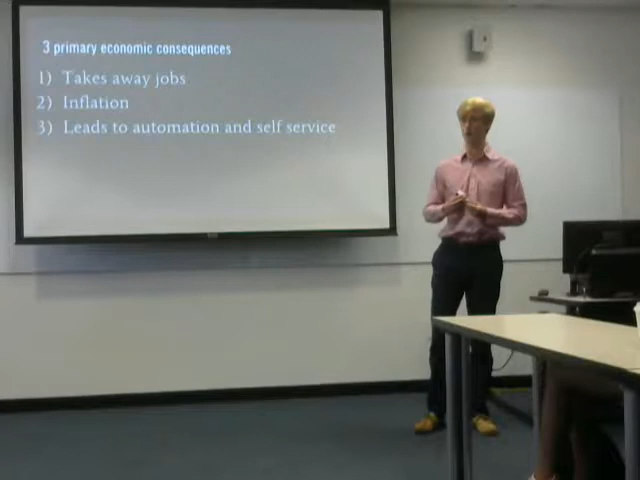 3 primary economic consequences
1) Takes away jobs
2) Inflation
3) Leads to automation and self service